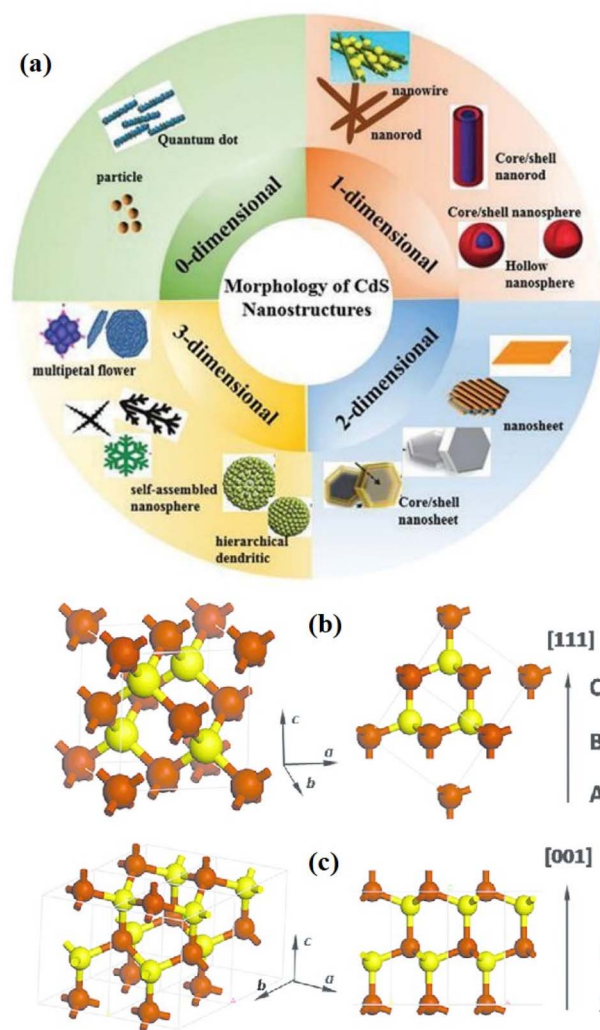 (a)
nanowire
nanorod
Quantum dot
particle
Core/shell
nanorod
Core/shell nanosphere
Hollow
nanosphere
0-dimensional
1-dimensional
Morphology of CdS
Nanostructures
3-dimensional
2-dimensional
multipetal flower
nanosheet
self-assembled
nanosphere
Core/shell
nanosheet
hierarchical
dendritic
(b)
[111]
C
c
a
b
B
A
(c)
[001]
c
b
a